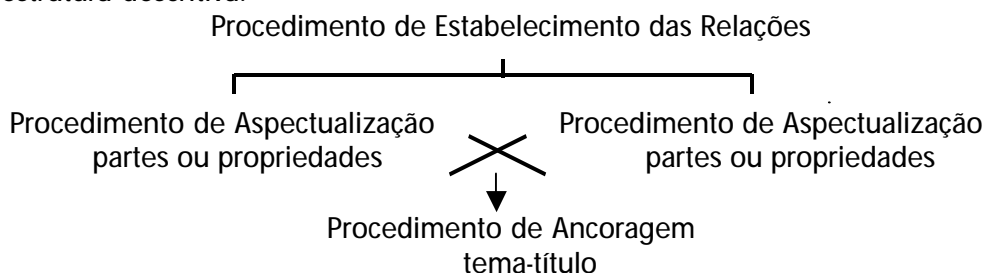 Procedimento de Estabelecimento das Relações
Procedimento de Aspectualização Procedimento de Aspectualização
partes ou propriedades partes ou propriedades
Procedimento de Ancoragem
tema-título